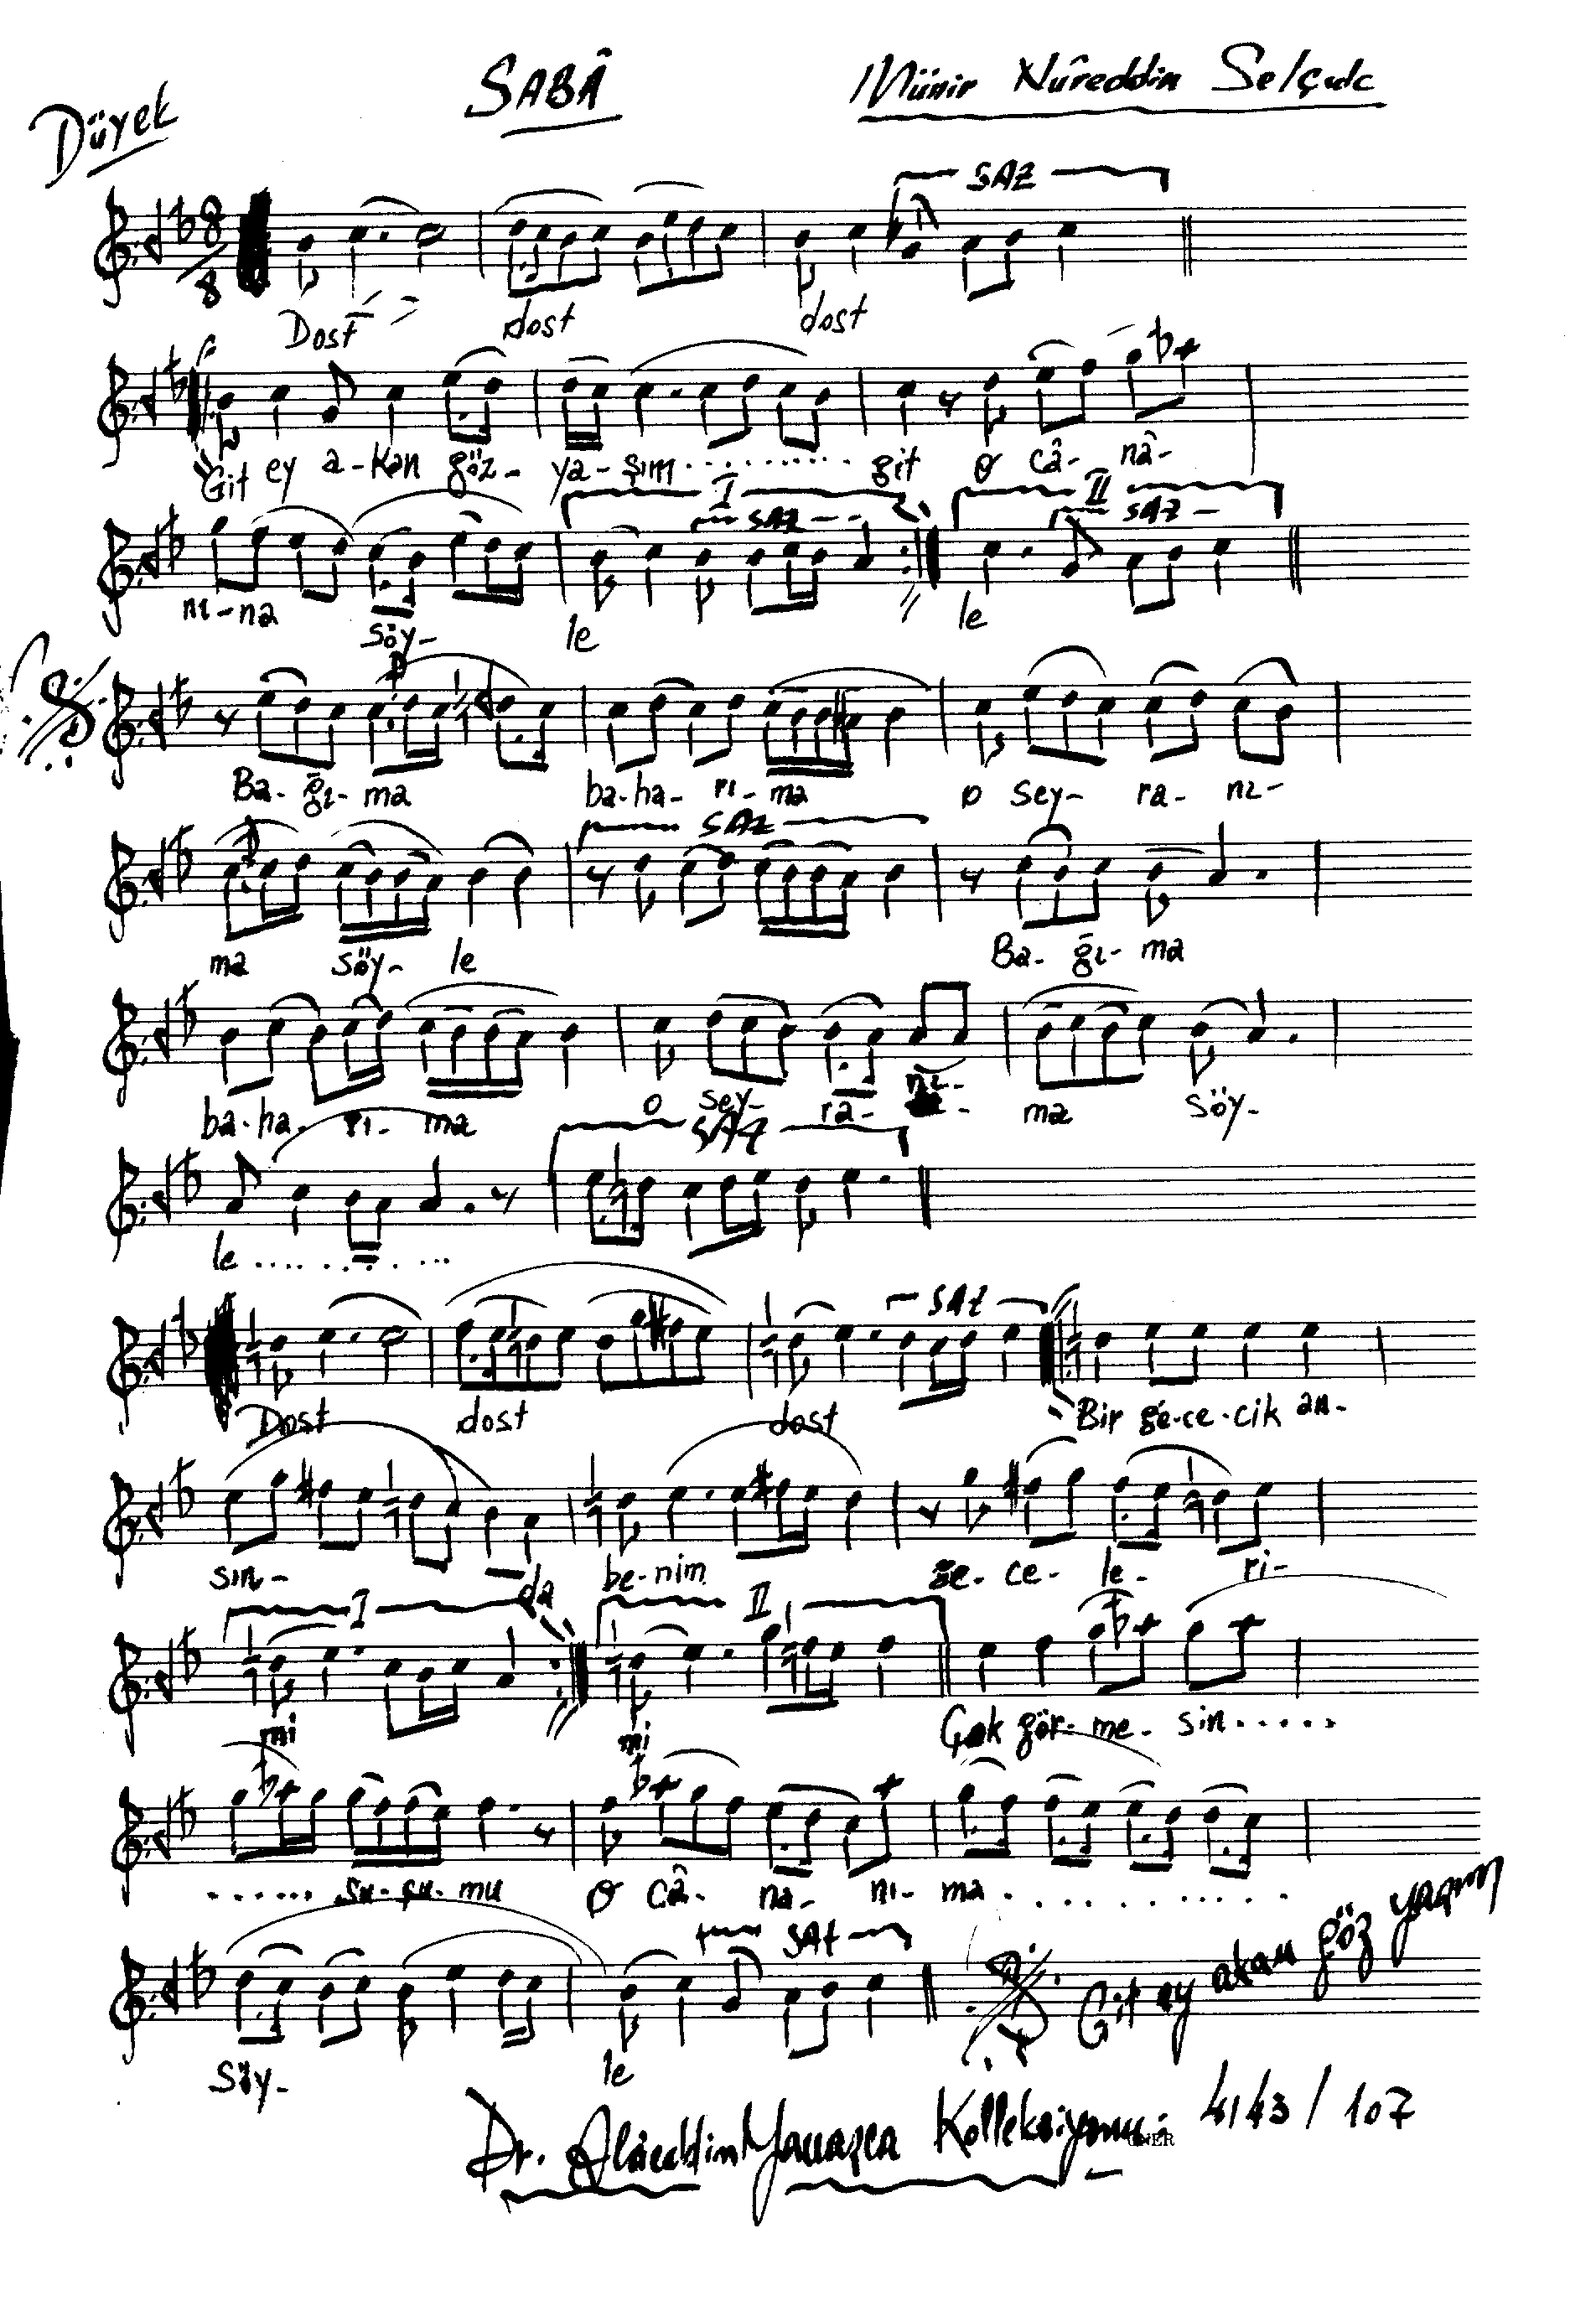 Düyek SABÂ Münir Nûreddin Selçuk
8/8
SAZ
Dost dost dost
Git ey a-kan göz- ya-şım.......... git o câ- nâ-
I SAZ II SAZ
nı-na söy- le le
Ba-ğı-ma ba-ha-rı-ma o sey- ra- nı-
SAZ
ma söy- le Ba-ğı-ma
ba-ha-rı-ma o sey- ra- nı- ma söy-
SAZ
le .........
SAZ
Dost dost dost Bir ge-ce-cik an-
sın- da be-nim ge-ce-le-ri-
I II
mi mi Çok gör-me-sin.....
...... su-çu-mu o câ-na-nı-ma.........
SAZ
Git ey akan göz yaşım
Söy- le
Dr. Alâeddin Yavaşça Kolleksiyonu: 4143/107